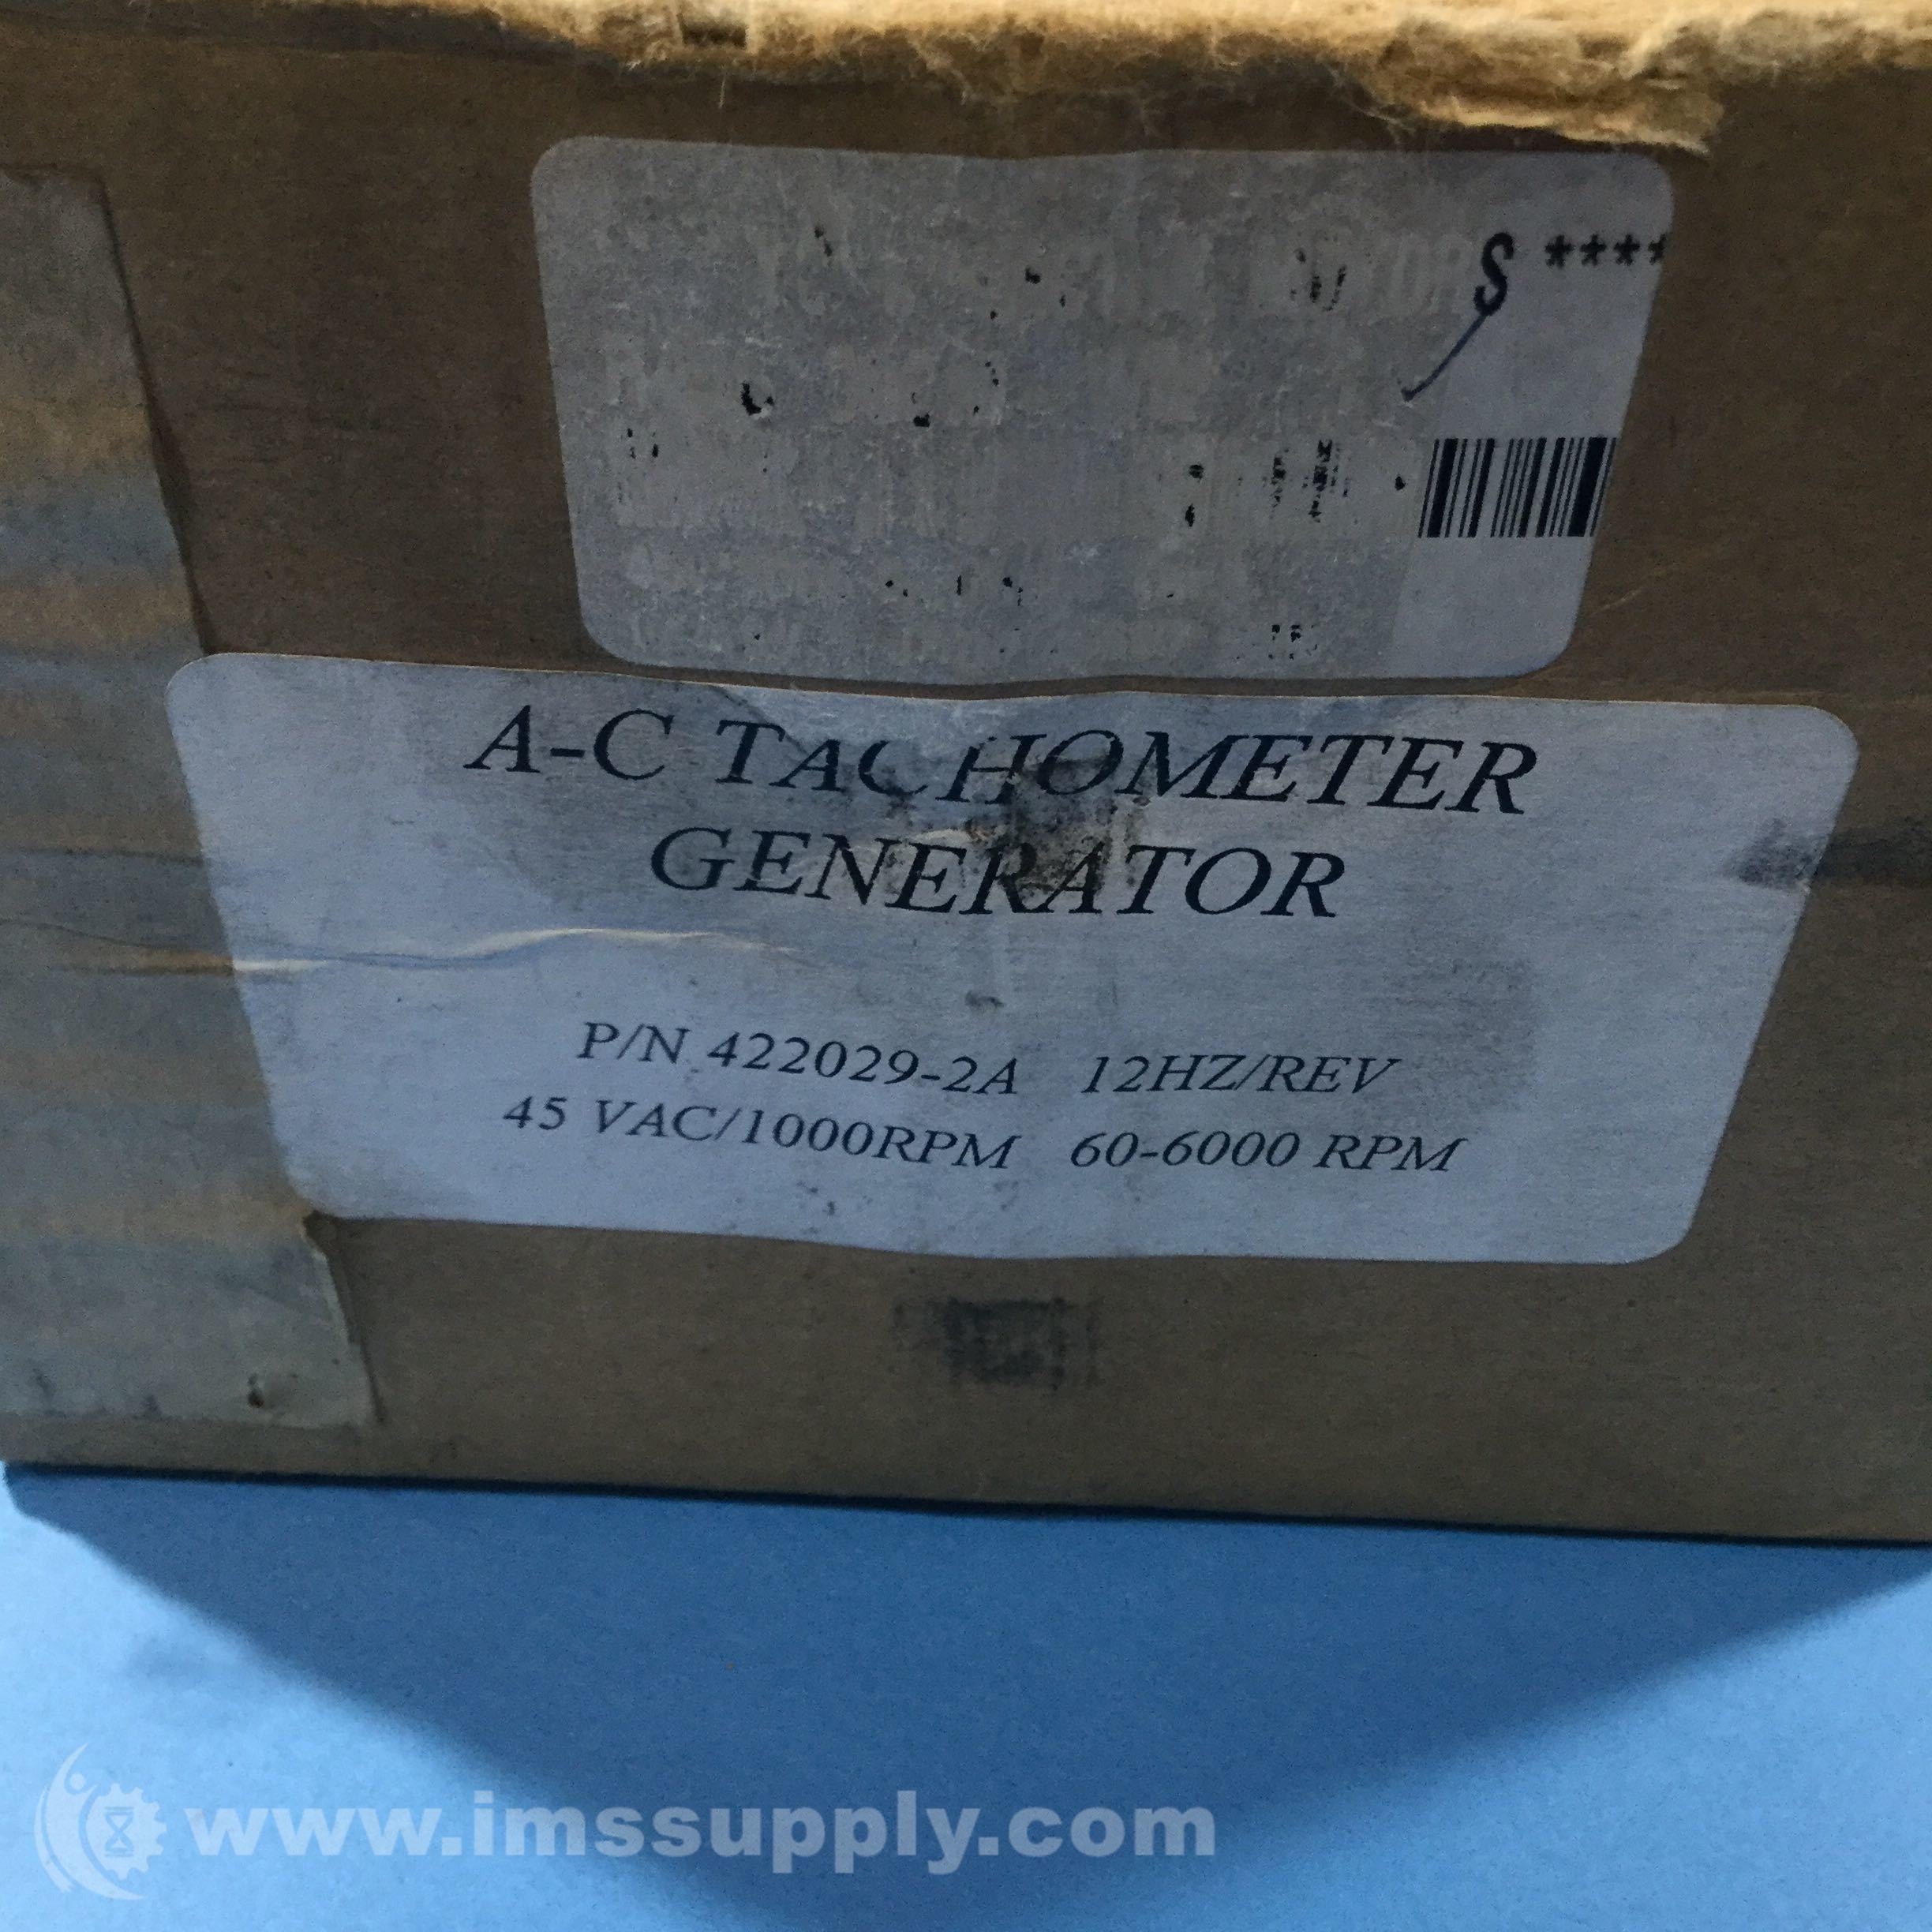 S ****
A-C TACHOMETER
GENERATOR
P/N 422029-2A 12HZ/REV
45 VAC/1000RPM 60-6000 RPM
www.imssupply.com